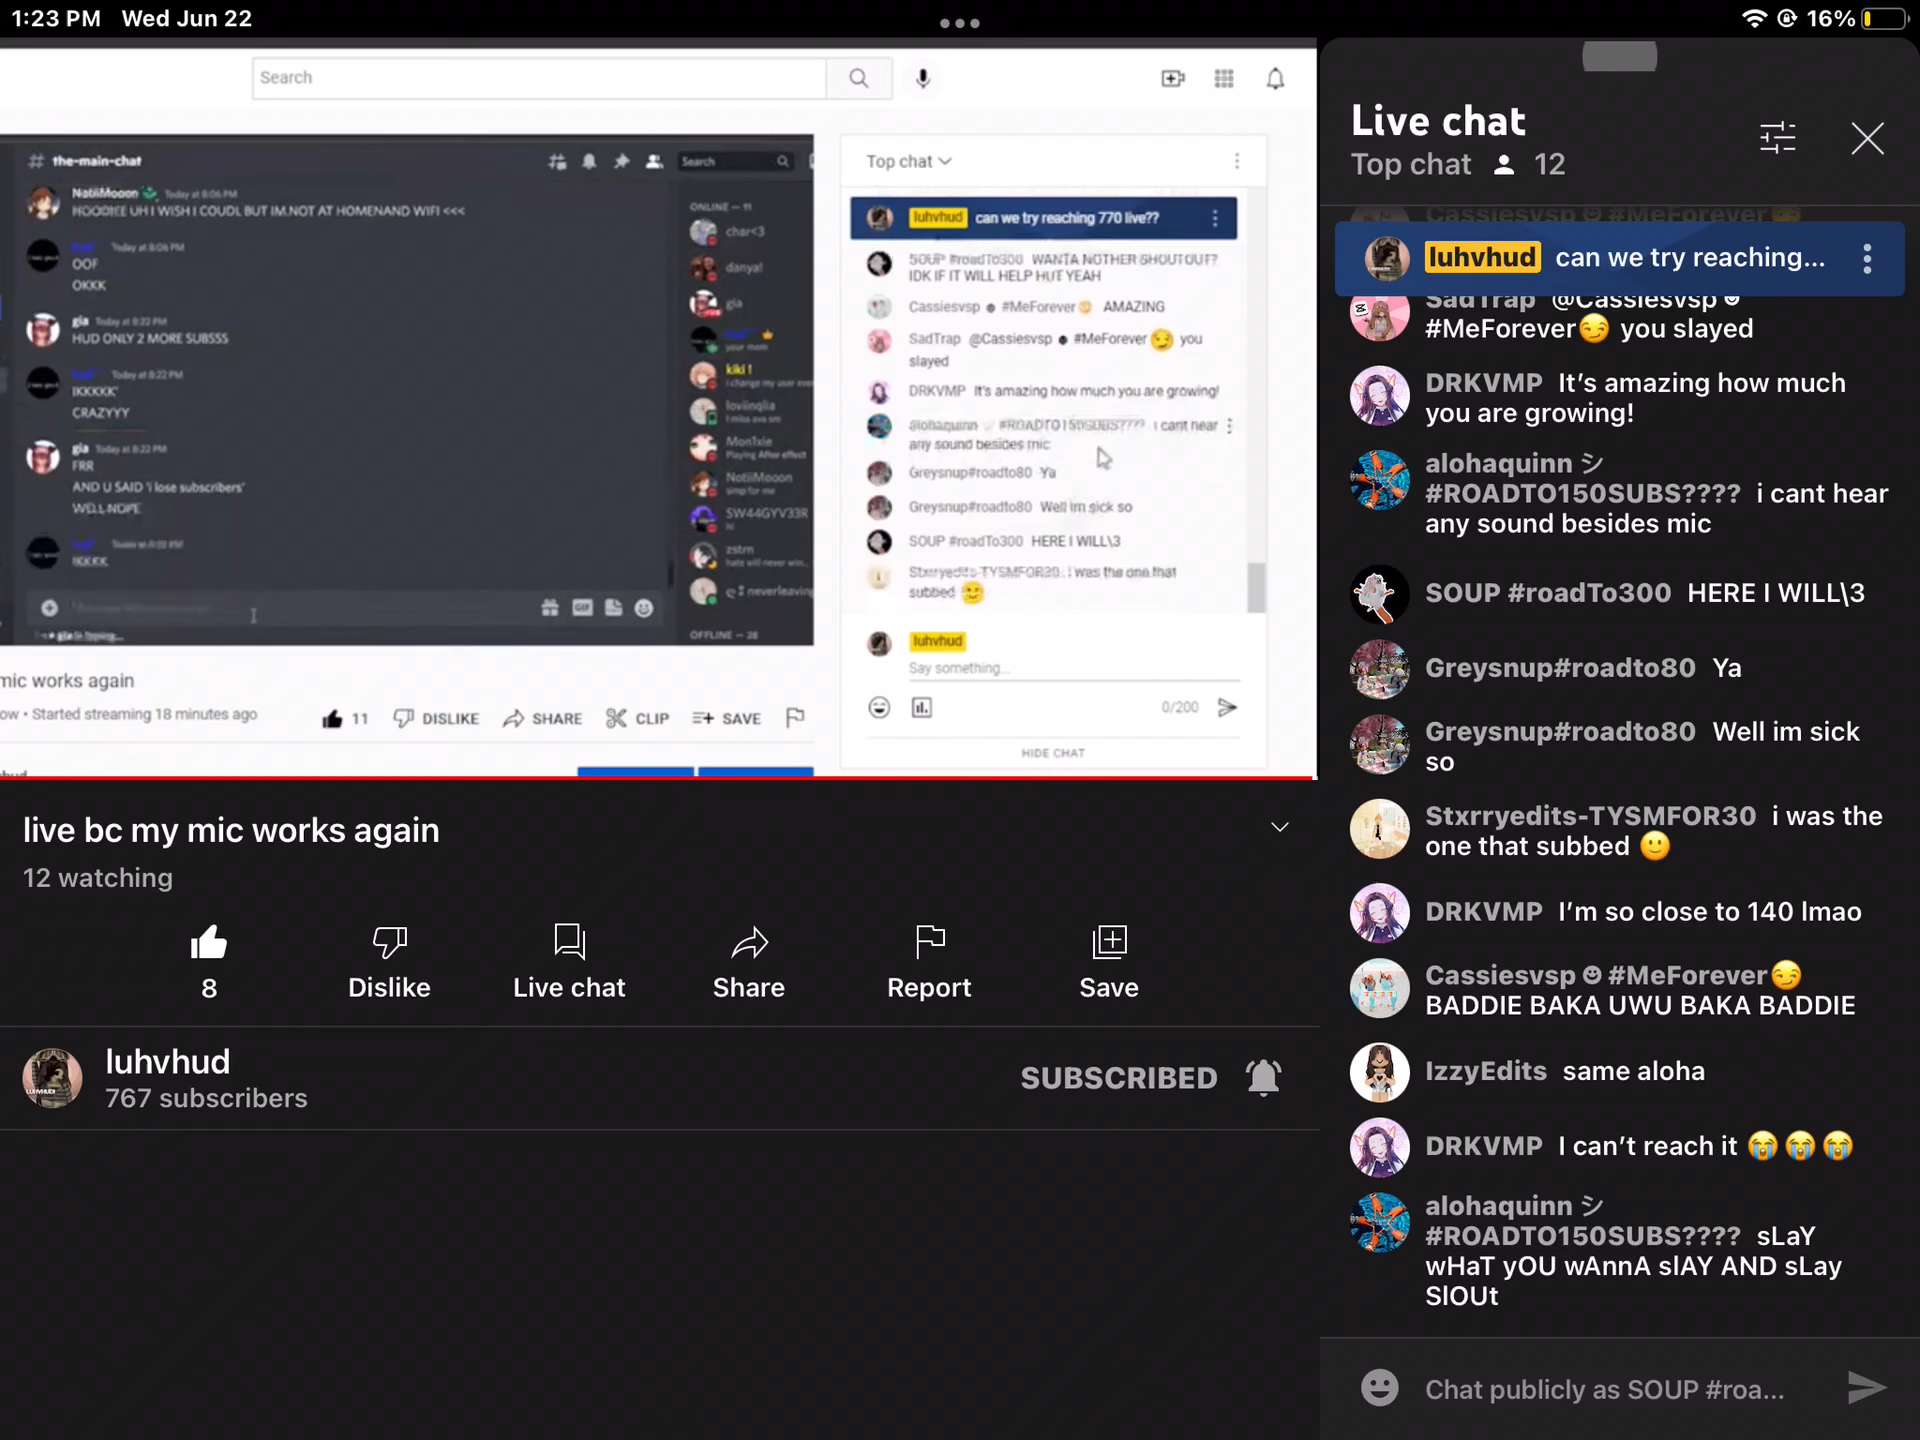 1:23 PM Wed Jun 22
16%
Search
# the-main-chat
Search
NotiiMooon Today at 8:06 PM
HOODIEE UH I WISH I COUDL BUT IM.NOT AT HOMENAND WIFI <<<
Today at 8:06 PM
OOF
OKKK
gia Today at 8:22 PM
HUD ONLY 2 MORE SUBSSS
Today at 8:22 PM
IKKKKK'
CRAZYYY
gia Today at 8:22 PM
FRR
AND U SAID 'i lose subscribers'
WELL NOPE
IKKKK
GIF
gia is typing...
ONLINE — 11
char<3
danya!
gia
your mom
kiki !
i change my user eve
loviinqlia
i miss ava sm
Mon1xie
Playing After effect
NotiiMooon
simp for me
SW44GYV33R
hi
zstrn
hate will never win...
neverleaving
OFFLINE — 28
Top chat
luhvhud can we try reaching 770 live??
SOUP #roadTo300 WANTA NOTHER SHOUTOUT?
IDK IF IT WILL HELP HUT YEAH
Cassiesvsp ☻ #MeForever😏 AMAZING
SadTrap @Cassiesvsp ☻ #MeForever😏 you
slayed
DRKVMP It's amazing how much you are growing!
alohaquinn シ #ROADTO150SUBS???? i cant hear
any sound besides mic
Greysnup#roadto80 Ya
Greysnup#roadto80 Well im sick so
SOUP #roadTo300 HERE I WILL\3
Stxrryedits-TYSMFOR30 i was the one that
subbed 🙂
luhvhud
Say something...
0/200
HIDE CHAT
mic works again
ow • Started streaming 18 minutes ago
11 DISLIKE SHARE CLIP SAVE
live bc my mic works again
12 watching
8 Dislike Live chat Share Report Save
luhvhud
767 subscribers
SUBSCRIBED
Live chat
Top chat 12
Cassiesvsp ☻ #MeForever😏
luhvhud can we try reaching...
SadTrap @Cassiesvsp ☻
#MeForever😏 you slayed
DRKVMP It's amazing how much
you are growing!
alohaquinn シ
#ROADTO150SUBS???? i cant hear
any sound besides mic
SOUP #roadTo300 HERE I WILL\3
Greysnup#roadto80 Ya
Greysnup#roadto80 Well im sick
so
Stxrryedits-TYSMFOR30 i was the
one that subbed 🙂
DRKVMP I'm so close to 140 lmao
Cassiesvsp ☻ #MeForever😏
BADDIE BAKA UWU BAKA BADDIE
IzzyEdits same aloha
DRKVMP I can't reach it 😭😭😭
alohaquinn シ
#ROADTO150SUBS???? sLaY
wHaT yOU wAnnA slAY AND sLay
SlOUt
Chat publicly as SOUP #roa...